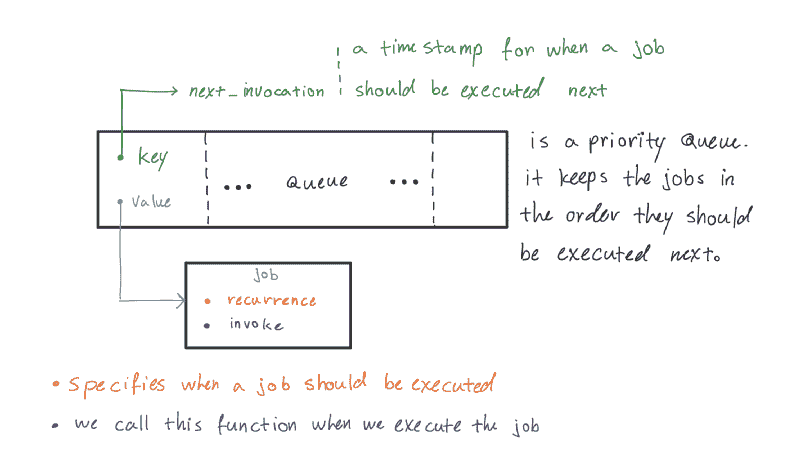 a timestamp for when a job
next_invocation should be executed next
key
value
... Queue ...
is a priority Queue.
it keeps the jobs in
the order they should
be executed next.
job
• recurrence
• invoke
• specifies when a job should be executed
• we call this function when we execute the job